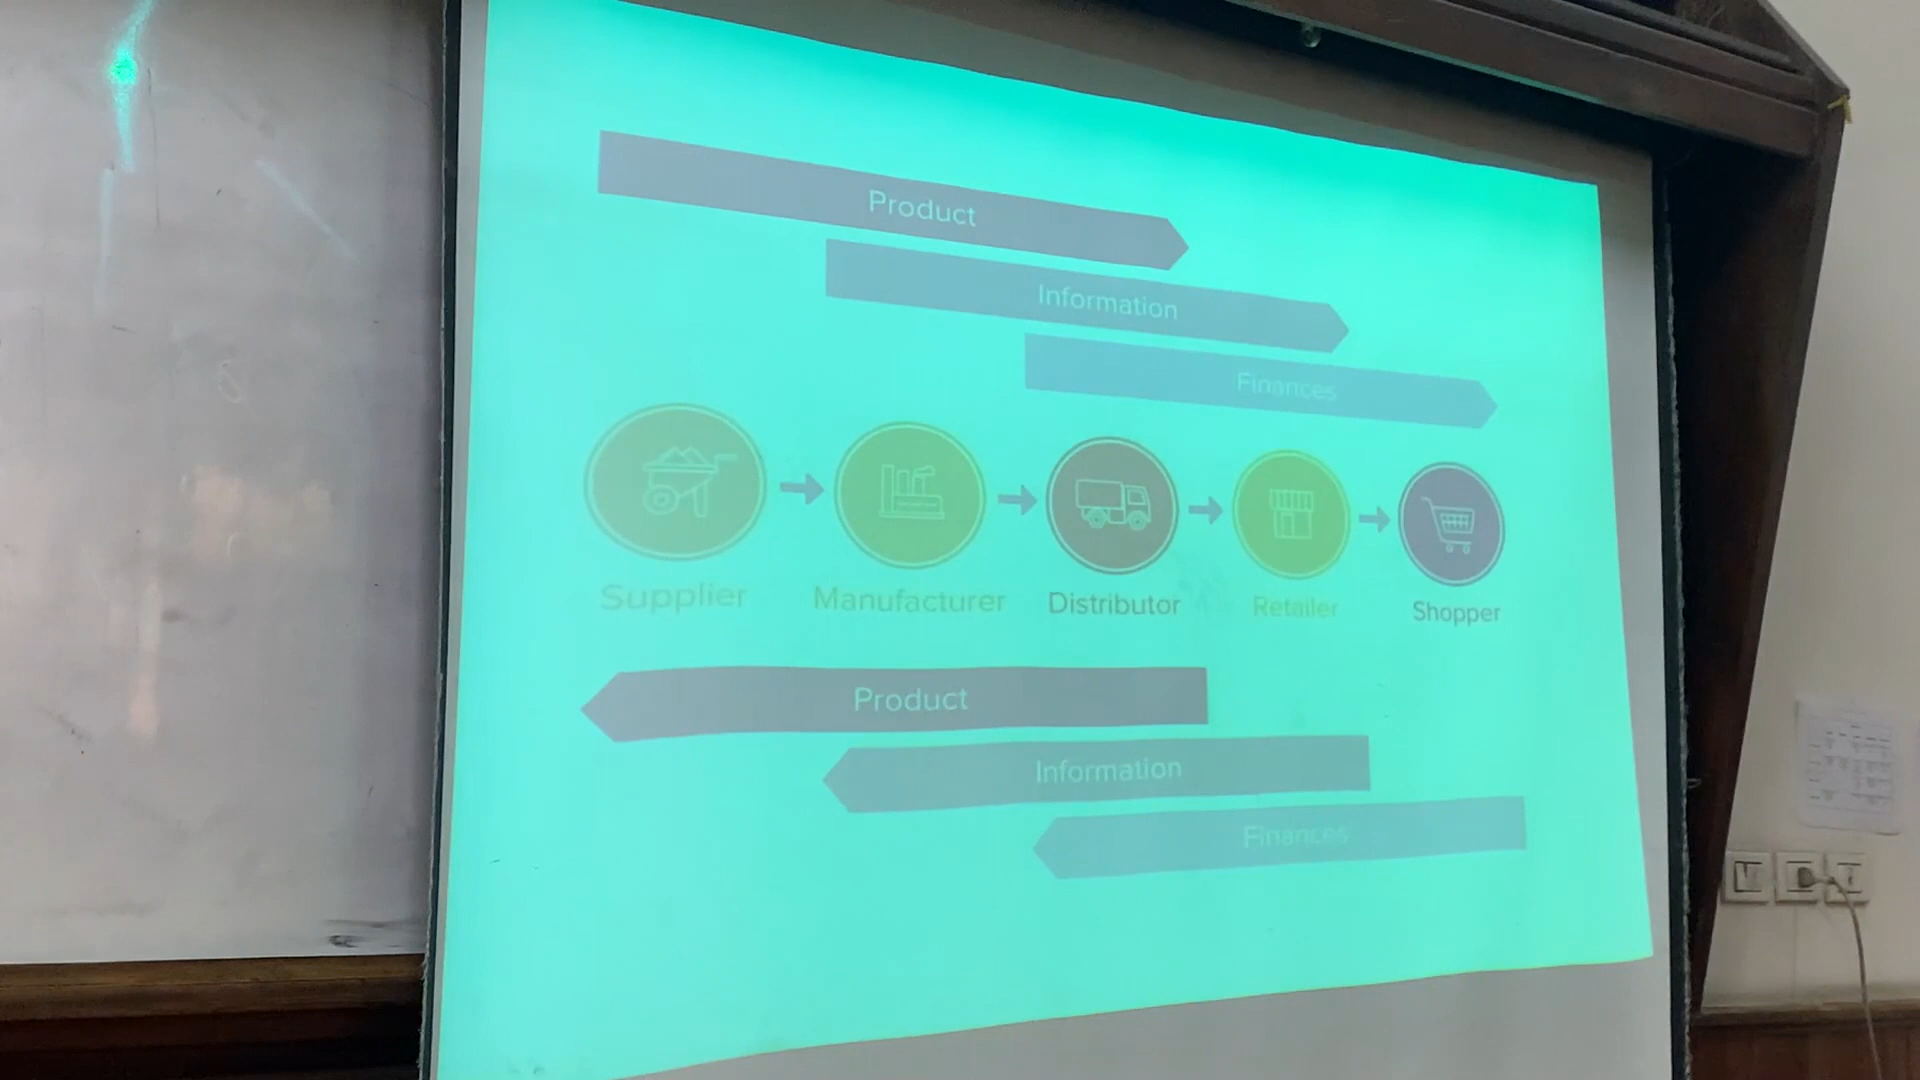 Product
Information
Finances
Supplier
Manufacturer
Distributor
Retailer
Shopper
Product
Information
Finances